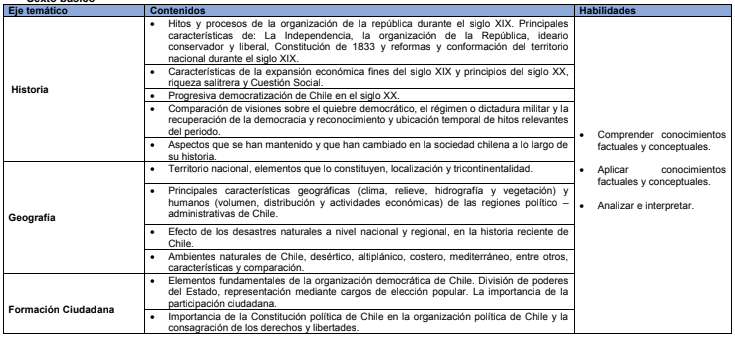 Sexto básico
Eje temático Contenidos Habilidades
Historia
• Hitos y procesos de la organización de la república durante el siglo XIX. Principales
características de: La Independencia, la organización de la República, ideario
conservador y liberal, Constitución de 1833 y reformas y conformación del territorio
nacional durante el siglo XIX.
• Características de la expansión económica fines del siglo XIX y principios del siglo XX,
riqueza salitrera y Cuestión Social.
• Progresiva democratización de Chile en el siglo XX.
• Comparación de visiones sobre el quiebre democrático, el régimen o dictadura militar y la
recuperación de la democracia y reconocimiento y ubicación temporal de hitos relevantes
del periodo.
• Aspectos que se han mantenido y que han cambiado en la sociedad chilena a lo largo de
su historia.
Geografía
• Territorio nacional, elementos que lo constituyen, localización y tricontinentalidad.
• Principales características geográficas (clima, relieve, hidrografía y vegetación) y
humanos (volumen, distribución y actividades económicas) de las regiones político –
administrativas de Chile.
• Efecto de los desastres naturales a nivel nacional y regional, en la historia reciente de
Chile.
• Ambientes naturales de Chile, desértico, altiplánico, costero, mediterráneo, entre otros,
características y comparación.
Formación Ciudadana
• Elementos fundamentales de la organización democrática de Chile. División de poderes
del Estado, representación mediante cargos de elección popular. La importancia de la
participación ciudadana.
• Importancia de la Constitución política de Chile en la organización política de Chile y la
consagración de los derechos y libertades.
• Comprender conocimientos
factuales y conceptuales.
• Aplicar conocimientos
factuales y conceptuales.
• Analizar e interpretar.